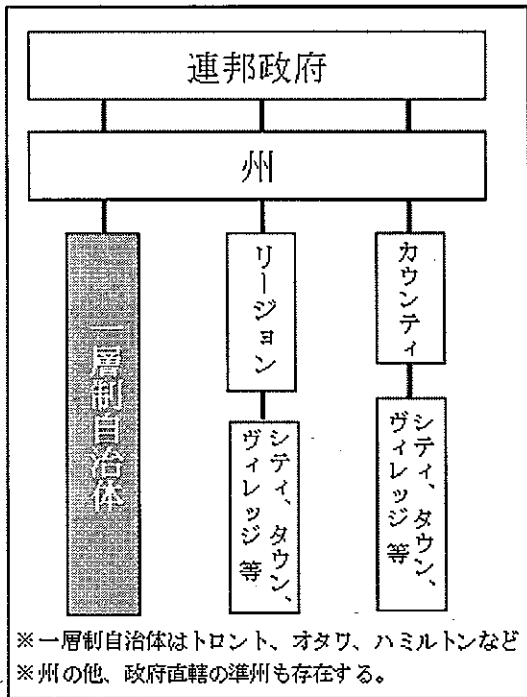 連邦政府
州
一層制自治体
リージョン
カウンティ
シティ、タウン、
ヴィレッジ 等
シティ、タウン、
ヴィレッジ 等
※一層制自治体はトロント、オタワ、ハミルトンなど
※州の他、政府直轄の準州も存在する。